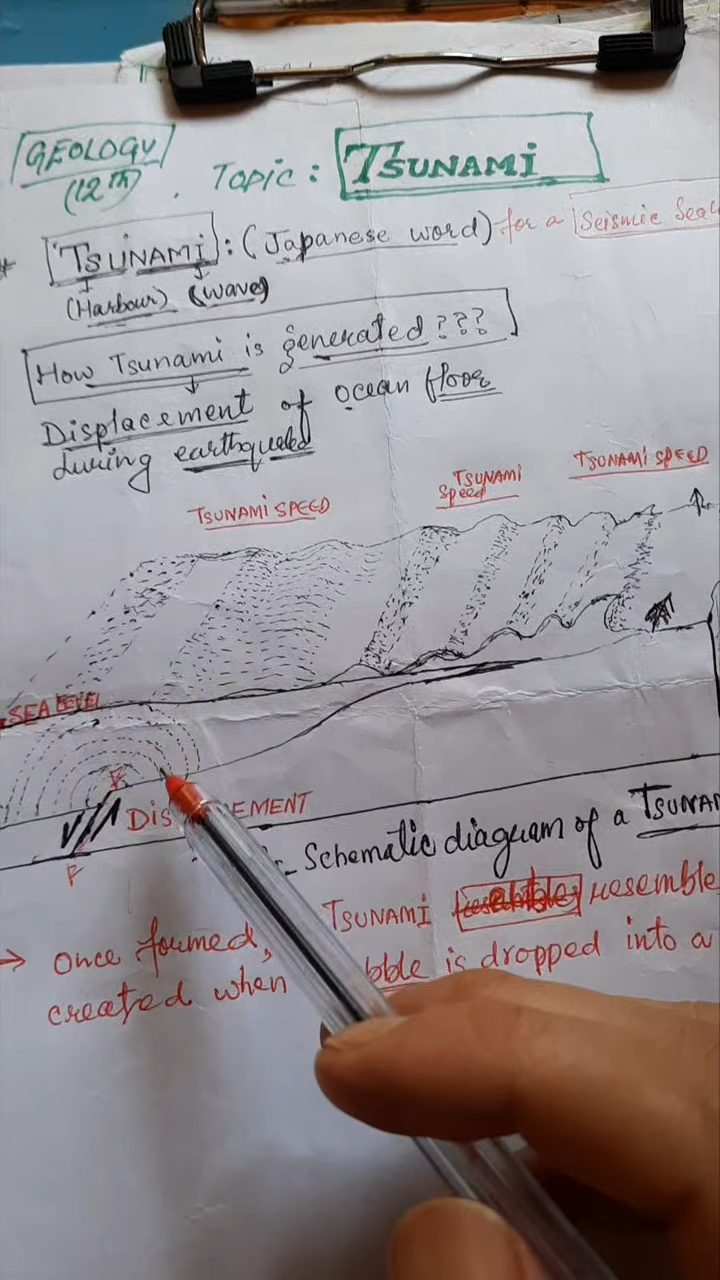 GEOLOGY
(12TH). Topic: TSUNAMI
* TSUNAMI: (Japanese word) for a Seismic Sea
(Harbour) (wave)
How Tsunami is generated???
Displacement of ocean floor
during earthquake
TSUNAMI SPEED
TSUNAMI
Speed
TSUNAMI SPEED
SEA LEVEL
F
F
Schematic diagram of a TSUNA
→ Once formed, TSUNAMI resemble
created when is dropped into a